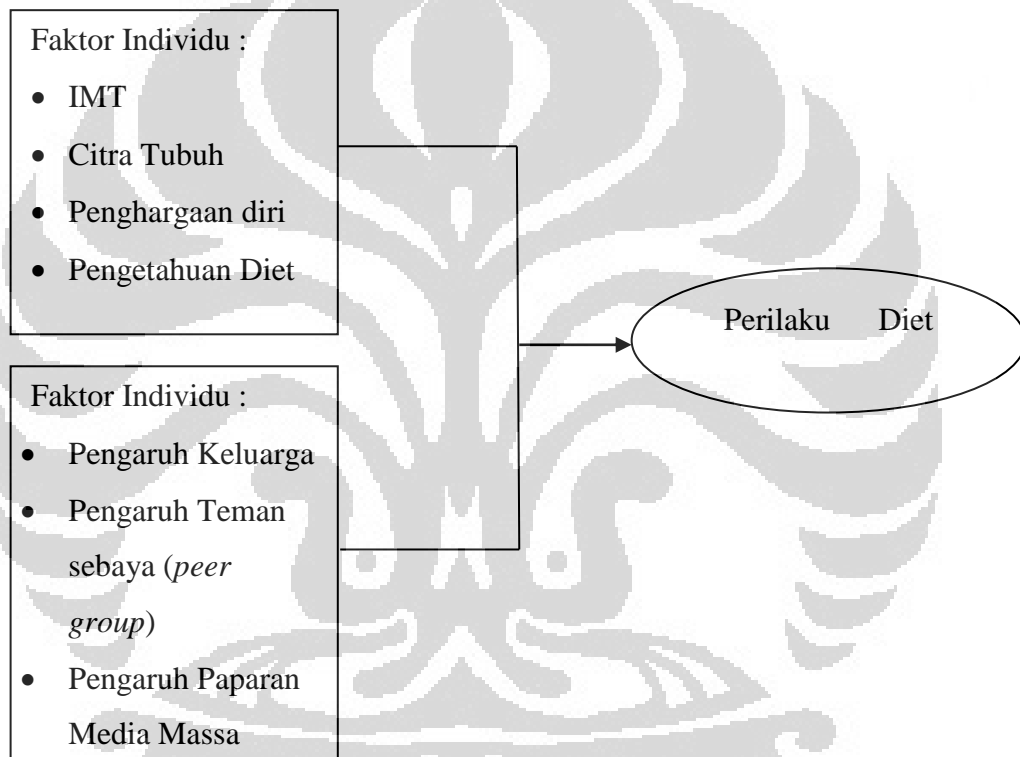 Faktor Individu :
• IMT
• Citra Tubuh
• Penghargaan diri
• Pengetahuan Diet
Perilaku Diet
Faktor Individu :
• Pengaruh Keluarga
• Pengaruh Teman
sebaya (peer
group)
• Pengaruh Paparan
Media Massa